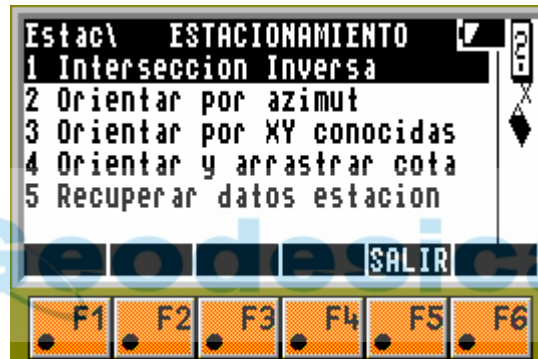 Estac\ ESTACIONAMIENTO
1 Interseccion Inversa
2 Orientar por azimut
3 Orientar por XY conocidas
4 Orientar y arrastrar cota
5 Recuperar datos estacion
SALIR
Geodesica
F1 F2 F3 F4 F5 F6